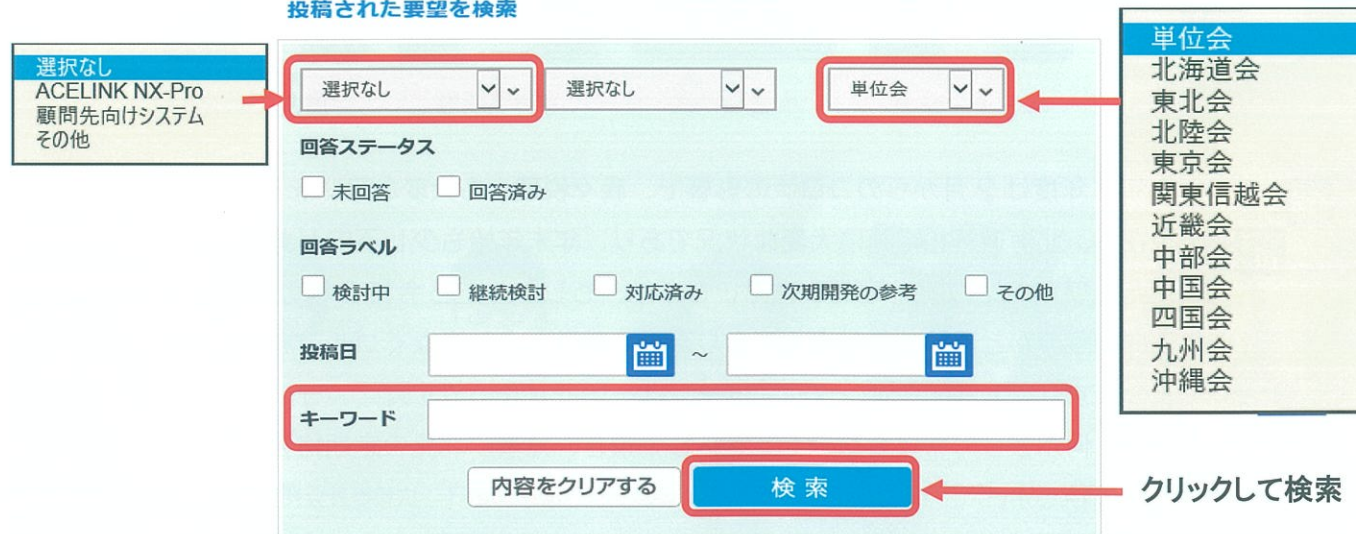 投稿された要望を検索
選択なし
ACELINK NX-Pro
顧問先向けシステム
その他
選択なし
選択なし
単位会
回答ステータス
未回答
回答済み
回答ラベル
検討中
継続検討
対応済み
次期開発の参考
その他
投稿日
~
キーワード
内容をクリアする
検 索
クリックして検索
単位会
北海道会
東北会
北陸会
東京会
関東信越会
近畿会
中部会
中国会
四国会
九州会
沖縄会